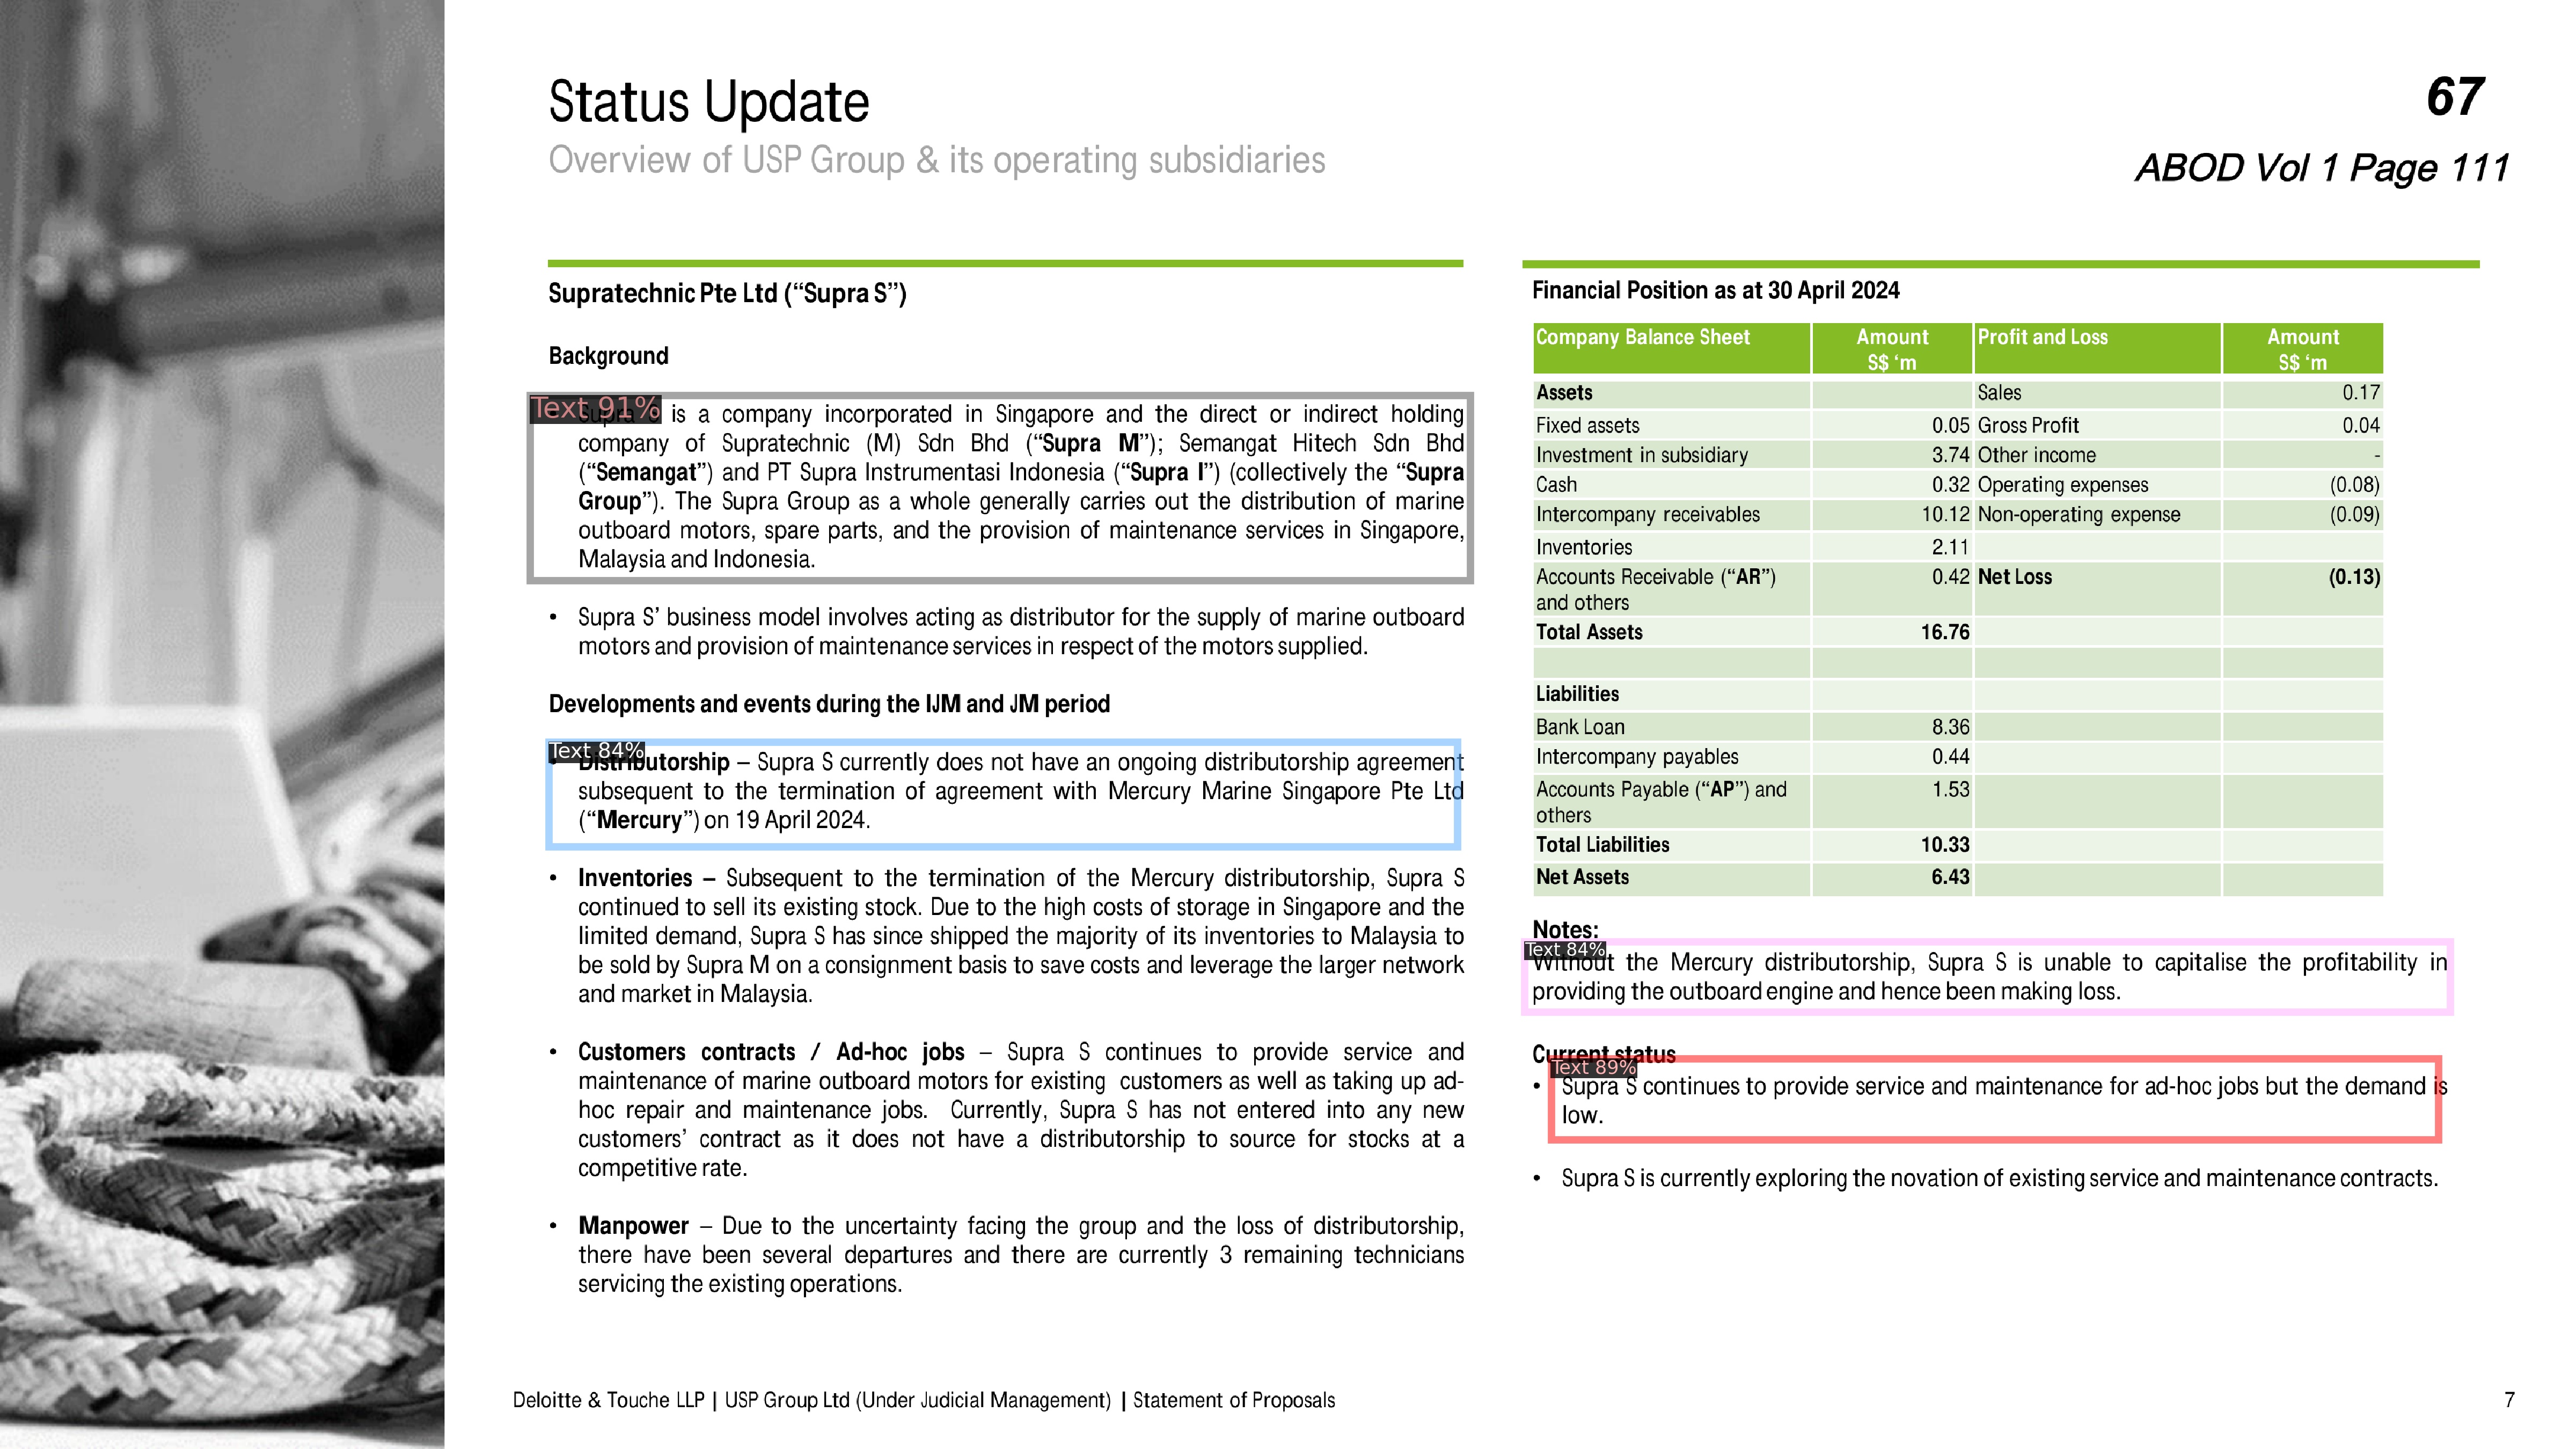 Status Update
Overview of USP Group & its operating subsidiaries
67
ABOD Vol 1 Page 111
Supratechnic Pte Ltd (“Supra S”)
Background
Text 91%
is a company incorporated in Singapore and the direct or indirect holding
company of Supratechnic (M) Sdn Bhd (“Supra M”); Semangat Hitech Sdn Bhd
(“Semangat”) and PT Supra Instrumentasi Indonesia (“Supra I”) (collectively the “Supra
Group”). The Supra Group as a whole generally carries out the distribution of marine
outboard motors, spare parts, and the provision of maintenance services in Singapore,
Malaysia and Indonesia.
• Supra S’ business model involves acting as distributor for the supply of marine outboard
motors and provision of maintenance services in respect of the motors supplied.
Developments and events during the IJM and JM period
Text 84%
• Distributorship – Supra S currently does not have an ongoing distributorship agreement
subsequent to the termination of agreement with Mercury Marine Singapore Pte Ltd
(“Mercury”) on 19 April 2024.
• Inventories – Subsequent to the termination of the Mercury distributorship, Supra S
continued to sell its existing stock. Due to the high costs of storage in Singapore and the
limited demand, Supra S has since shipped the majority of its inventories to Malaysia to
be sold by Supra M on a consignment basis to save costs and leverage the larger network
and market in Malaysia.
• Customers contracts / Ad-hoc jobs – Supra S continues to provide service and
maintenance of marine outboard motors for existing customers as well as taking up ad-
hoc repair and maintenance jobs. Currently, Supra S has not entered into any new
customers’ contract as it does not have a distributorship to source for stocks at a
competitive rate.
• Manpower – Due to the uncertainty facing the group and the loss of distributorship,
there have been several departures and there are currently 3 remaining technicians
servicing the existing operations.
Financial Position as at 30 April 2024
Company Balance Sheet Amount S$ ‘m Profit and Loss Amount S$ ‘m
Assets Sales 0.17
Fixed assets 0.05 Gross Profit 0.04
Investment in subsidiary 3.74 Other income -
Cash 0.32 Operating expenses (0.08)
Intercompany receivables 10.12 Non-operating expense (0.09)
Inventories 2.11
Accounts Receivable (“AR”) and others 0.42 Net Loss (0.13)
Total Assets 16.76
Liabilities
Bank Loan 8.36
Intercompany payables 0.44
Accounts Payable (“AP”) and others 1.53
Total Liabilities 10.33
Net Assets 6.43
Notes:
Text 84%
Without the Mercury distributorship, Supra S is unable to capitalise the profitability in
providing the outboard engine and hence been making loss.
Current status
Text 89%
• Supra S continues to provide service and maintenance for ad-hoc jobs but the demand is
low.
• Supra S is currently exploring the novation of existing service and maintenance contracts.
Deloitte & Touche LLP | USP Group Ltd (Under Judicial Management) | Statement of Proposals
7